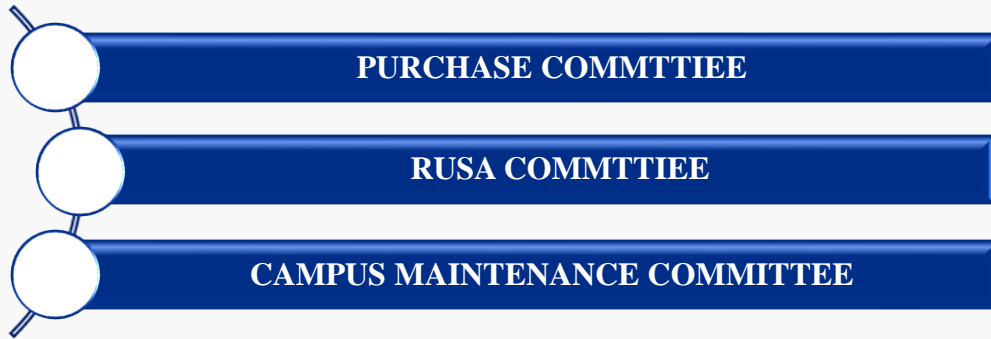 PURCHASE COMMTTIEE
RUSA COMMTTIEE
CAMPUS MAINTENANCE COMMITTEE